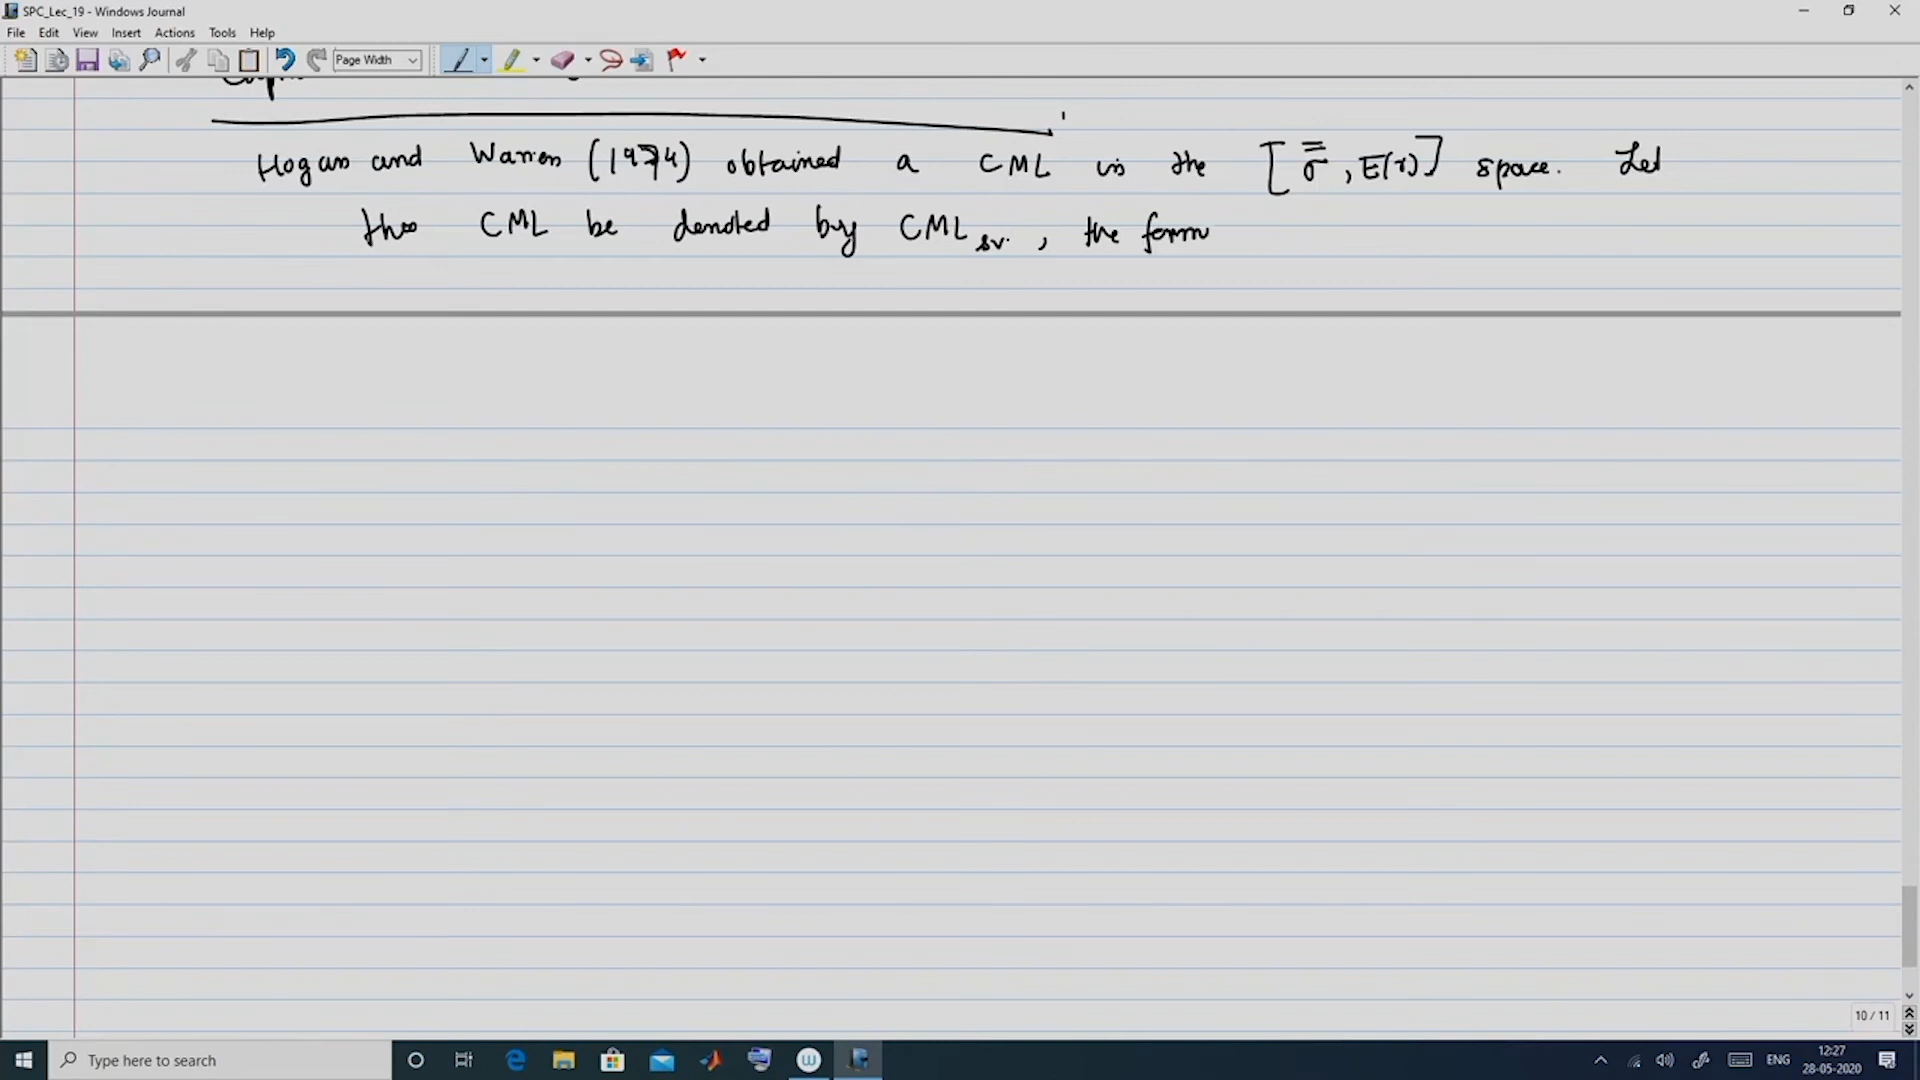 SPC_Lec_19 - Windows Journal
File Edit View Insert Actions Tools Help
Page Width
Hogan and Warren (1974) obtained a CML in the [σ̿, E(r)] space. Let
this CML be denoted by CML sv. , the form
10 / 11
Type here to search
ENG
12:27
28-05-2020